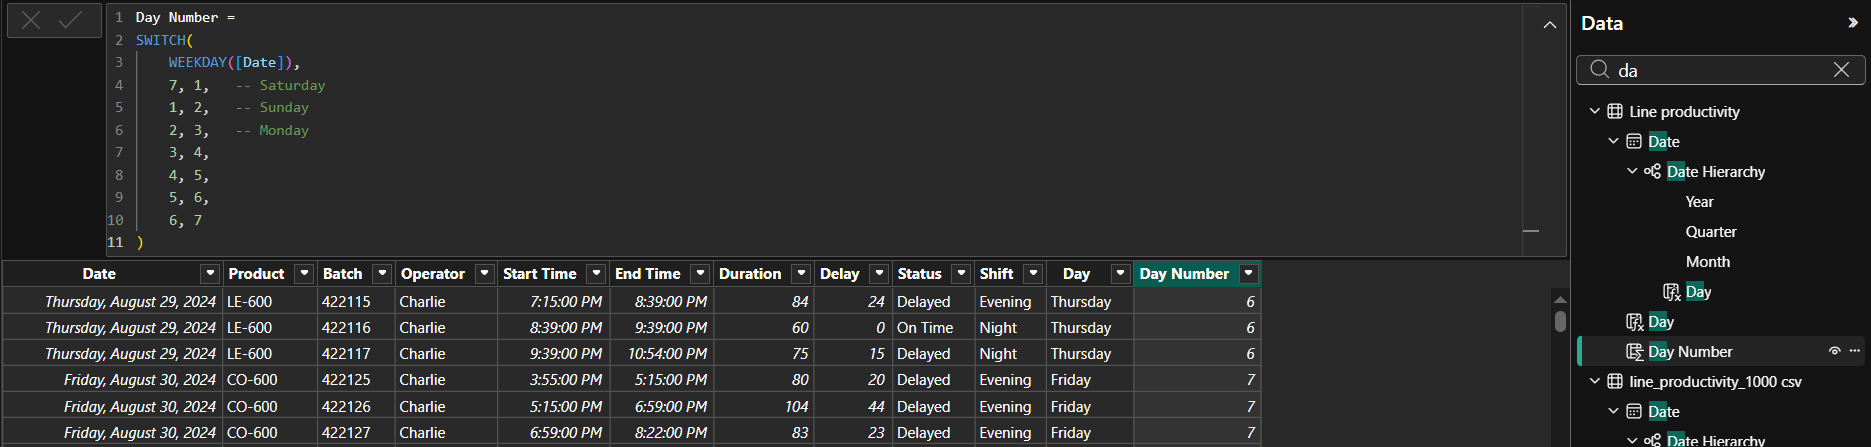 1 Day Number =
2 SWITCH(
3 WEEKDAY([Date]),
4 7, 1, -- Saturday
5 1, 2, -- Sunday
6 2, 3, -- Monday
7 3, 4,
8 4, 5,
9 5, 6,
10 6, 7
11 )
Date Product Batch Operator Start Time End Time Duration Delay Status Shift Day Day Number
Thursday, August 29, 2024 LE-600 422115 Charlie 7:15:00 PM 8:39:00 PM 84 24 Delayed Evening Thursday 6
Thursday, August 29, 2024 LE-600 422116 Charlie 8:39:00 PM 9:39:00 PM 60 0 On Time Night Thursday 6
Thursday, August 29, 2024 LE-600 422117 Charlie 9:39:00 PM 10:54:00 PM 75 15 Delayed Night Thursday 6
Friday, August 30, 2024 CO-600 422125 Charlie 3:55:00 PM 5:15:00 PM 80 20 Delayed Evening Friday 7
Friday, August 30, 2024 CO-600 422126 Charlie 5:15:00 PM 6:59:00 PM 104 44 Delayed Evening Friday 7
Friday, August 30, 2024 CO-600 422127 Charlie 6:59:00 PM 8:22:00 PM 83 23 Delayed Evening Friday 7
Data
da
Line productivity
Date
Date Hierarchy
Year
Quarter
Month
Day
Day
Day Number
line_productivity_1000 csv
Date
Date Hierarchy